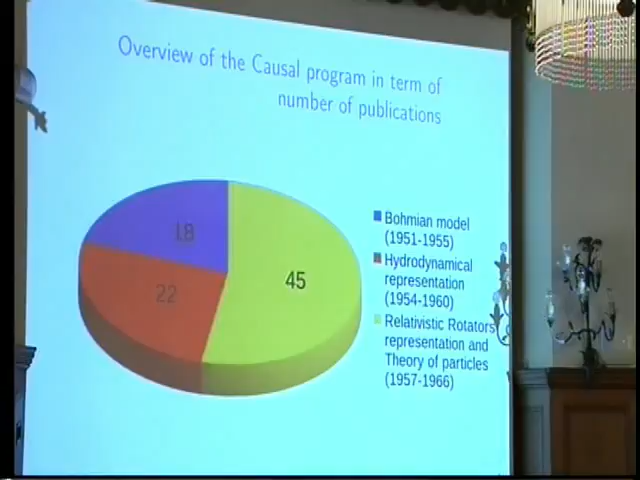 Overview of the Causal program in term of
number of publications
18
45
22
Bohmian model
(1951-1955)
Hydrodynamical
representation
(1954-1960)
Relativistic Rotators
representation and
Theory of particles
(1957-1966)